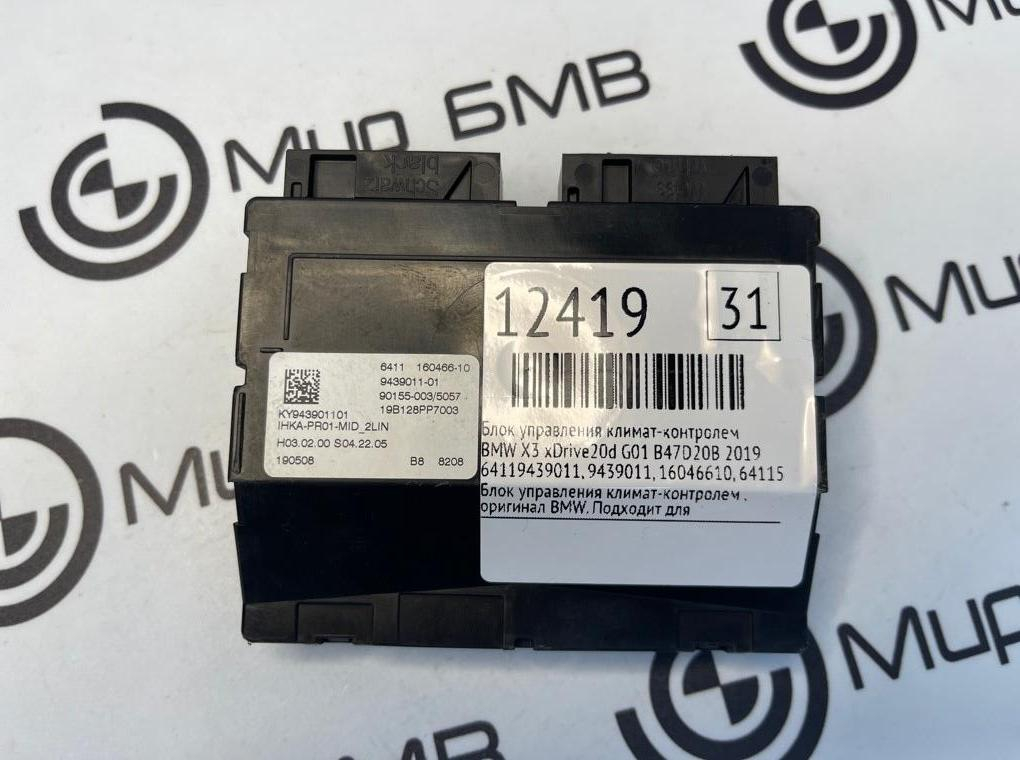 Мир БМВ
Schwarz
black
12419
31
6411 160466-10
9439011-01
90155-003/5057
19B128PP7003
KY943901101
IHKA-PR01-MID_2LIN
H03.02.00 S04.22.05
190508 B8 8208
Блок управления климат-контролем
BMW X3 xDrive20d G01 B47D20B 2019
64119439011, 9439011, 16046610, 64115
Блок управления климат-контролем ,
оригинал BMW. Подходит для